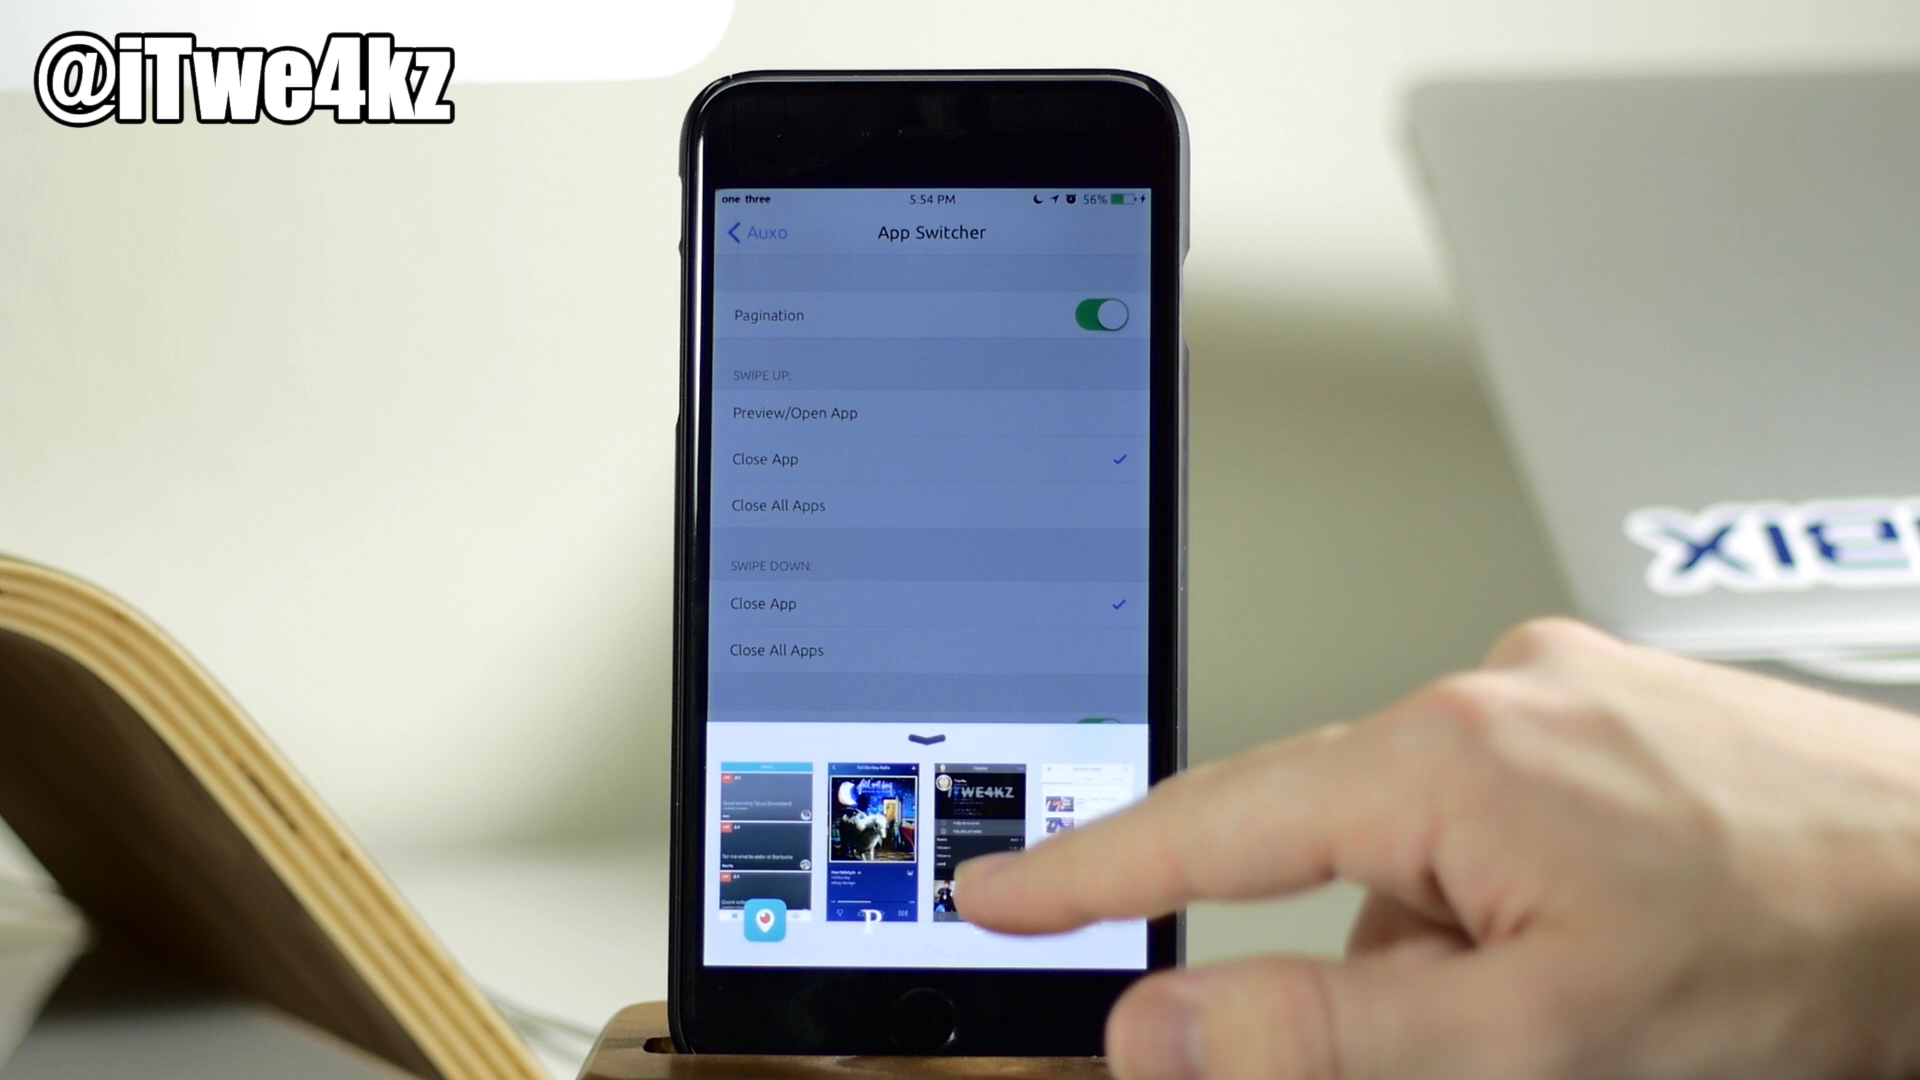 @iTwe4kz
one three 5:54 PM 56%
Auxo App Switcher
Pagination
SWIPE UP:
Preview/Open App
Close App
Close All Apps
SWIPE DOWN:
Close App
Close All Apps
iTWE4KZ
P